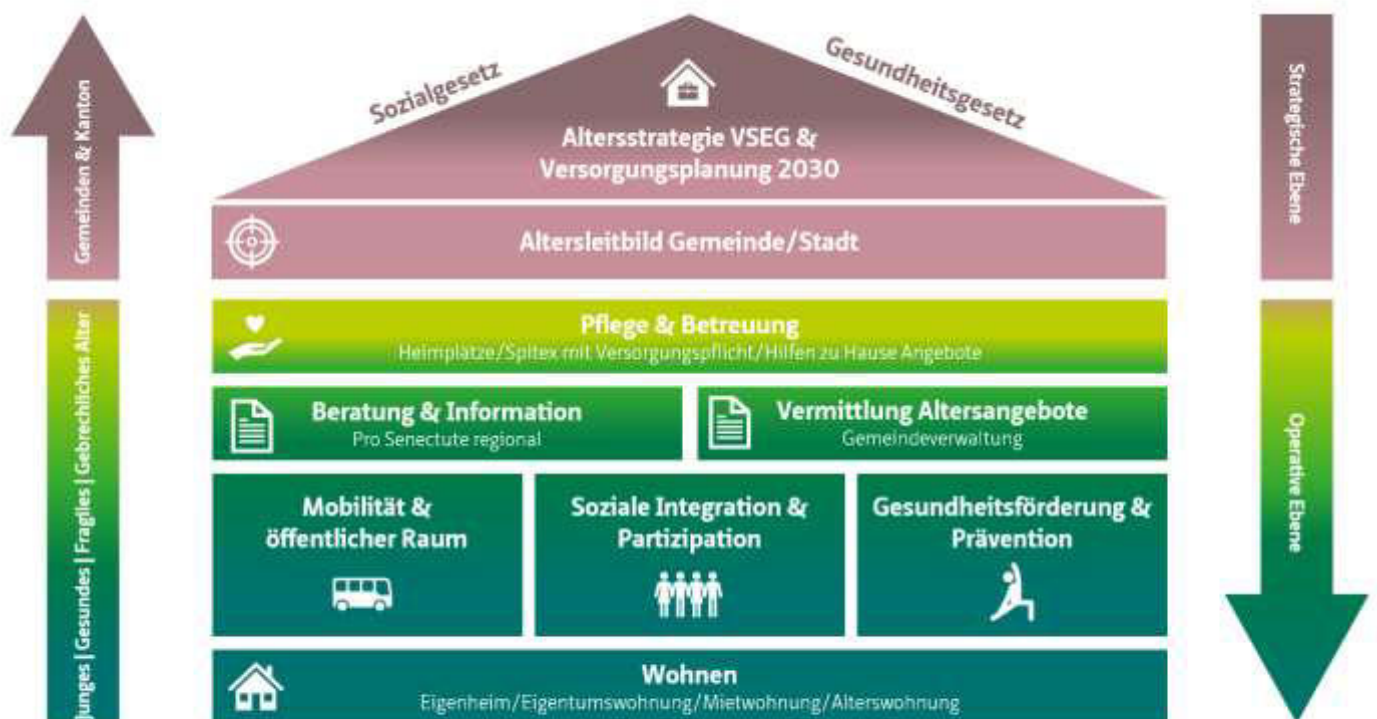 Sozialgesetz
Gesundheitsgesetz
Altersstrategie VSEG &
Versorgungsplanung 2030
Altersleitbild Gemeinde/Stadt
Gemeinden & Kanton
Strategische Ebene
Pflege & Betreuung
Heimplätze/Spitex mit Versorgungspflicht/Hilfen zu Hause Angebote
Beratung & Information
Pro Senectute regional
Vermittlung Altersangebote
Gemeindeverwaltung
Mobilität &
öffentlicher Raum
Soziale Integration &
Partizipation
Gesundheitsförderung &
Prävention
Wohnen
Eigenheim/Eigentumswohnung/Mietwohnung/Alterswohnung
Junges | Gesundes | Fragiles | Gebrechliches Alter
Operative Ebene